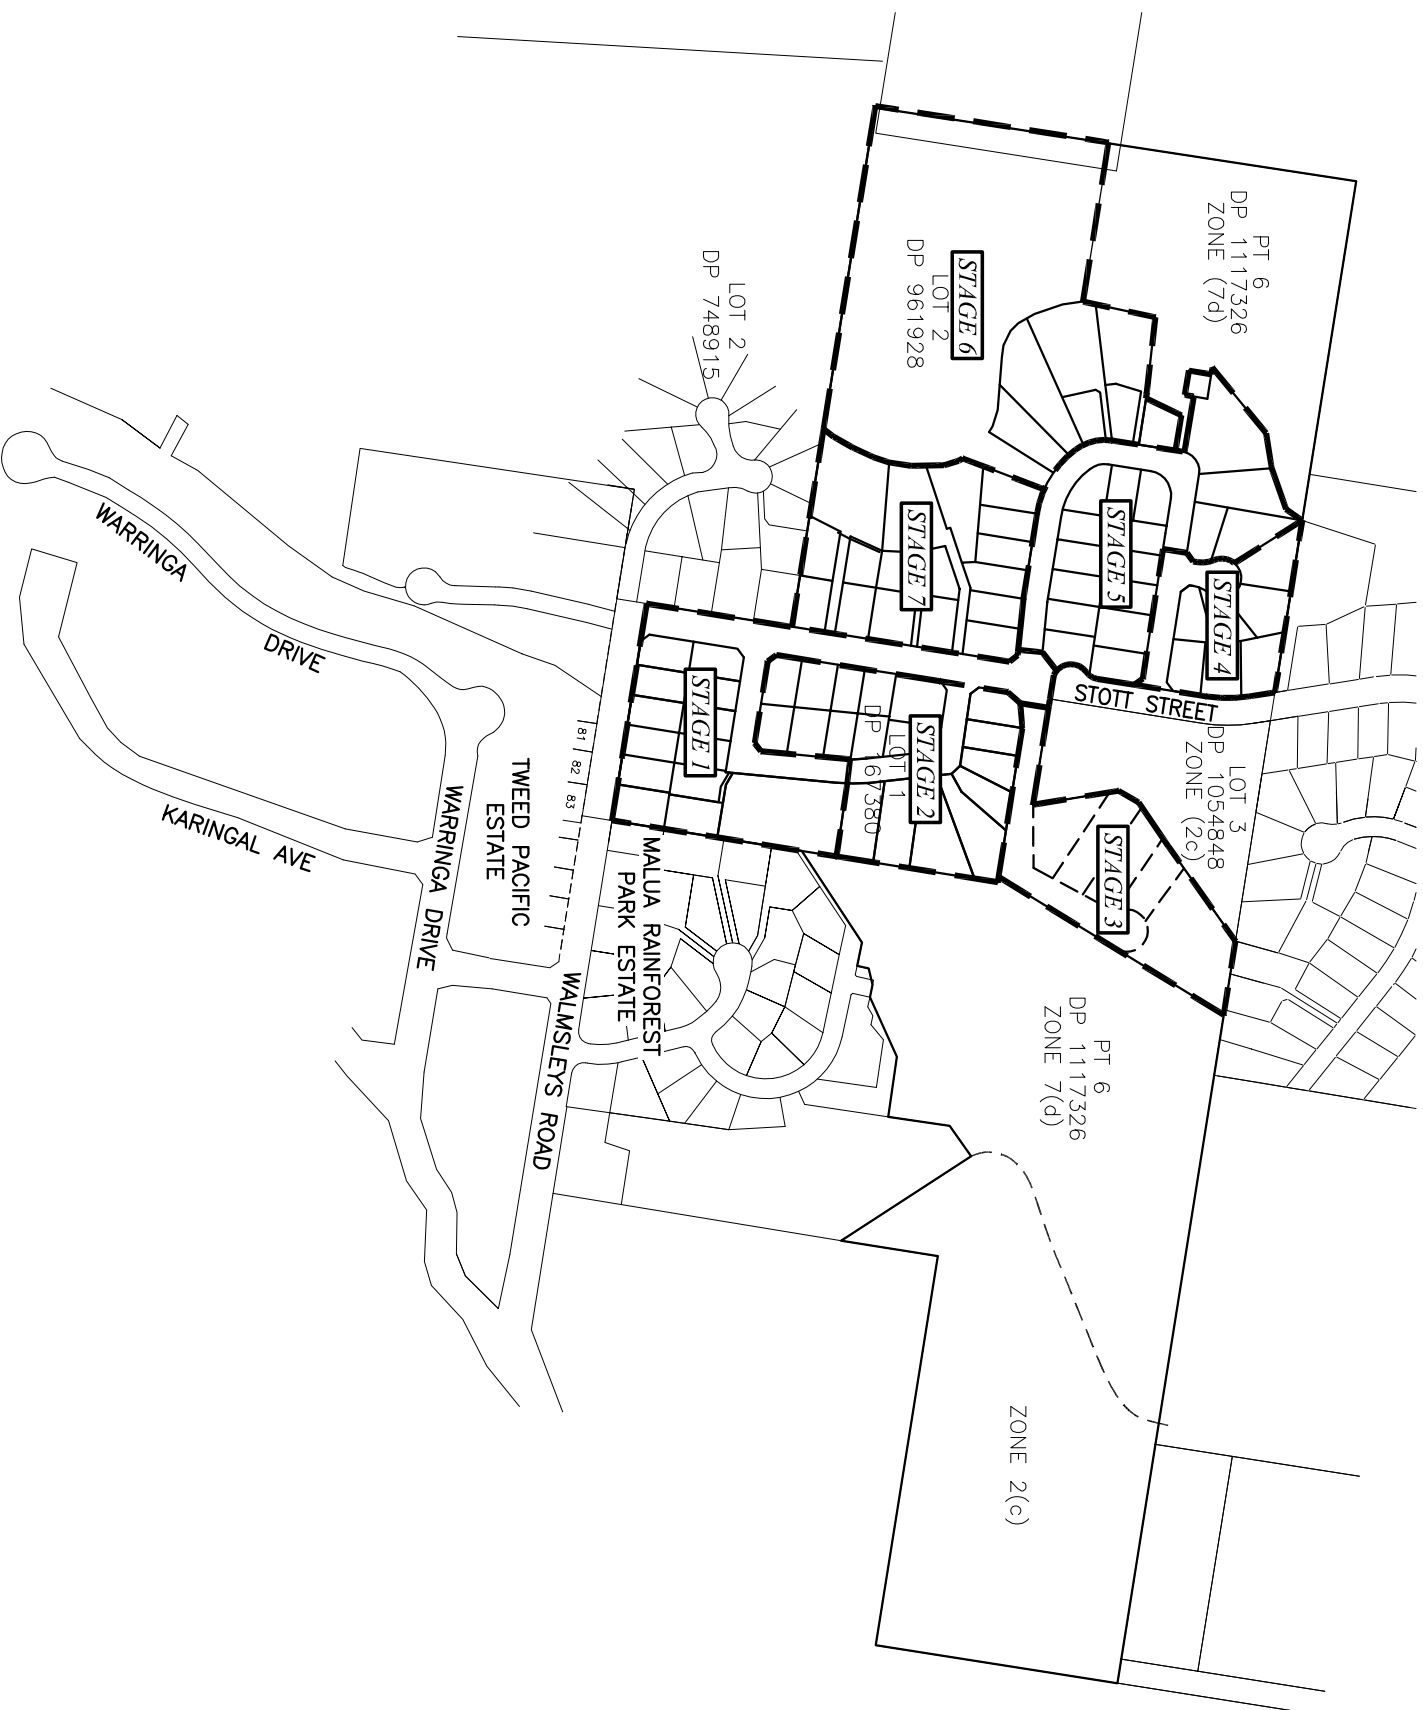 PT 6
DP 1117326
ZONE (7d)
STAGE 6
LOT 2
DP 961928
LOT 2
DP 748915
STAGE 7
STAGE 5
STAGE 4
STOTT STREET
LOT 3
DP 1054848
ZONE (2c)
STAGE 1
STAGE 2
LOT 1
DP 167380
STAGE 3
WARRINGA
DRIVE
KARINGAL AVE
WARRINGA DRIVE
TWEED PACIFIC
ESTATE
81
82
83
MALUA RAINFOREST
PARK ESTATE
WALMSLEYS ROAD
PT 6
DP 1117326
ZONE 7(d)
ZONE 2(c)